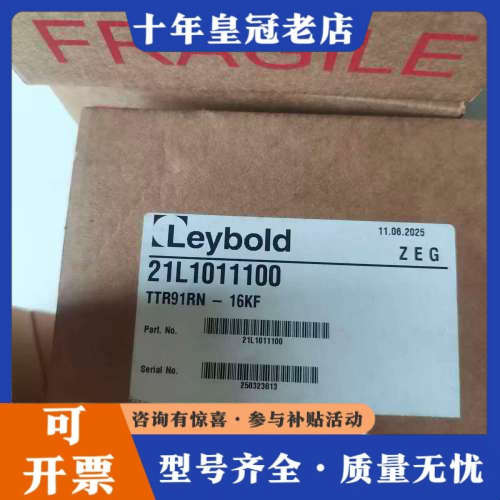 十年皇冠老店
FRAGILE
Leybold
11.06.2025
ZEG
21L1011100
TTR91RN - 16KF
Part. No.
21L1011100
Serial No.
250323613
可开票
咨询有惊喜·参与补贴活动
型号齐全·质量无忧